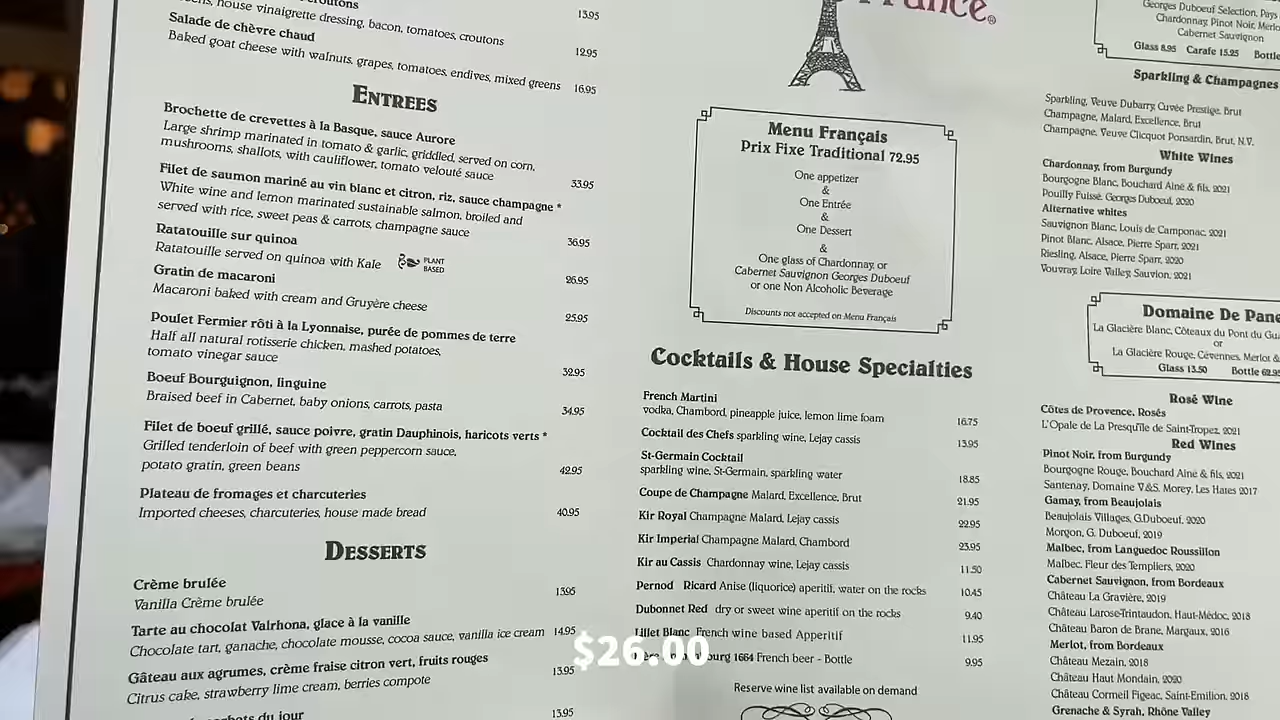 house vinaigrette dressing, bacon, tomatoes, croutons 13.95
Salade de chèvre chaud 12.95
Baked goat cheese with walnuts, grapes, tomatoes, endives, mixed greens 16.95
ENTREES
Brochette de crevettes à la Basque, sauce Aurore
Large shrimp marinated in tomato & garlic, griddled, served on corn,
mushrooms, shallots, with cauliflower, tomato velouté sauce 33.95
Filet de saumon mariné au vin blanc et citron, riz, sauce champagne *
White wine and lemon marinated sustainable salmon, broiled and
served with rice, sweet peas & carrots, champagne sauce 36.95
Ratatouille sur quinoa
Ratatouille served on quinoa with Kale PLANT BASED 26.95
Gratin de macaroni
Macaroni baked with cream and Gruyère cheese 25.95
Poulet Fermier rôti à la Lyonnaise, purée de pommes de terre
Half all natural rotisserie chicken, mashed potatoes,
tomato vinegar sauce 32.95
Boeuf Bourguignon, linguine
Braised beef in Cabernet, baby onions, carrots, pasta 34.95
Filet de boeuf grillé, sauce poivre, gratin Dauphinois, haricots verts *
Grilled tenderloin of beef with green peppercorn sauce,
potato gratin, green beans 42.95
Plateau de fromages et charcuteries
Imported cheeses, charcuteries, house made bread 40.95
DESSERTS
Crème brulée
Vanilla Crème brulée 13.95
Tarte au chocolat Valrhona, glace à la vanille
Chocolate tart, ganache, chocolate mousse, cocoa sauce, vanilla ice cream 14.95
Gâteau aux agrumes, crème fraise citron vert, fruits rouges
Citrus cake, strawberry lime cream, berries compote 13.95
du jour 13.95
France®
Menu Français
Prix Fixe Traditional 72.95
One appetizer
&
One Entrée
&
One Dessert
&
One glass of Chardonnay, or
Cabernet Sauvignon Georges Duboeuf
or one Non Alcoholic Beverage
Discounts not accepted on Menu Français
Cocktails & House Specialties
French Martini
vodka, Chambord, pineapple juice, lemon lime foam 16.75
Cocktail des Chefs sparkling wine, Lejay cassis 13.95
St-Germain Cocktail
sparkling wine, St-Germain, sparkling water 18.85
Coupe de Champagne Malard, Excellence, Brut 21.95
Kir Royal Champagne Malard, Lejay cassis 22.95
Kir Imperial Champagne Malard, Chambord 23.95
Kir au Cassis Chardonnay wine, Lejay cassis 11.50
Pernod Ricard Anise (liquorice) aperitif, water on the rocks 10.45
Dubonnet Red dry or sweet wine aperitif on the rocks 9.40
Lillet Blanc French wine based Apperitif 11.95
1664 French beer - Bottle 9.95
$26.00
Reserve wine list available on demand
Georges Duboeuf Selection, Pays
Chardonnay, Pinot Noir, Merlo
Cabernet Sauvignon
Glass 8.95 Carafe 15.25 Bottle
Sparkling & Champagnes
Sparkling, Veuve Dubarry, Cuvée Prestige, Brut
Champagne, Malard, Excellence, Brut
Champagne, Veuve Clicquot Ponsardin, Brut, N.V.
White Wines
Chardonnay, from Burgundy
Bourgogne Blanc, Bouchard Ainé & fils, 2021
Pouilly Fuissé, Georges Duboeuf, 2020
Alternative whites
Sauvignon Blanc, Louis de Camponac, 2021
Pinot Blanc, Alsace, Pierre Sparr, 2021
Riesling, Alsace, Pierre Sparr, 2020
Vouvray, Loire Valley, Sauvion, 2021
Domaine De Pane
La Glacière Blanc, Côteaux du Pont du Ga
or
La Glacière Rouge, Cévennes, Merlot &
Glass 13.50 Bottle 62.95
Rosé Wine
Côtes de Provence, Rosés
L'Opale de La Presqu'île de Saint-Tropez, 2021
Red Wines
Pinot Noir, from Burgundy
Bourgogne Rouge, Bouchard Ainé & fils, 2021
Santenay, Domaine V.&S. Morey, Les Hates 2017
Gamay, from Beaujolais
Beaujolais Villages, G.Duboeuf, 2020
Morgon, G. Duboeuf, 2019
Malbec, from Languedoc Roussillon
Malbec, Fleur des Templiers, 2020
Cabernet Sauvignon, from Bordeaux
Château La Gravière, 2019
Château Larose-Trintaudon, Haut-Médoc, 2018
Château Baron de Brane, Margaux, 2016
Merlot, from Bordeaux
Château Mezain, 2018
Château Haut Mondain, 2020
Château Cormeil Figeac, Saint-Emilion, 2018
Grenache & Syrah, Rhône Valley